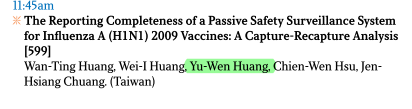 11:45am
※ The Reporting Completeness of a Passive Safety Surveillance System
for Influenza A (H1N1) 2009 Vaccines: A Capture-Recapture Analysis
[599]
Wan-Ting Huang, Wei-I Huang, Yu-Wen Huang, Chien-Wen Hsu, Jen-
Hsiang Chuang. (Taiwan)